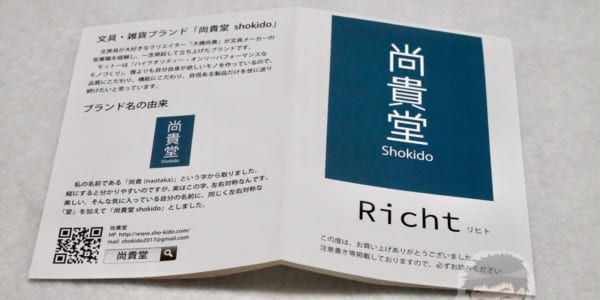 文具・雑貨ブランド「尚貴堂 shokido」
文房具が大好きなクリエイター「大橋尚貴」が文具メーカーの
営業職を経験し、一念発起して立ち上げたブランドです。
モットーは「ハイクオリティー・オンリーパフォーマンスな
モノづくり」。誰よりも自分自身が欲しいモノを作っているので、
品質にこだわり、機能にこだわり、自信ある製品だけを世に送り
続けたいと思っています。
ブランド名の由来
尚貴堂
私の名前である「尚貴 (naotaka)」という字から取りました。
縦にすると分かりやすいのですが、実はこの字、左右対称なんです。
美しい。そんな気に入っている自分の名前に、同じく左右対称な
「堂」を加えて「尚貴堂 shokido」としました。
尚貴堂
HP http://www.sho-kido.com/
mail shokido2017@gmail.com
尚貴堂
尚貴堂
Shokido
Richt リヒト
この度は、お買い上げありがとうございました。
注意書き等掲載しておりますので、必ずお読みください